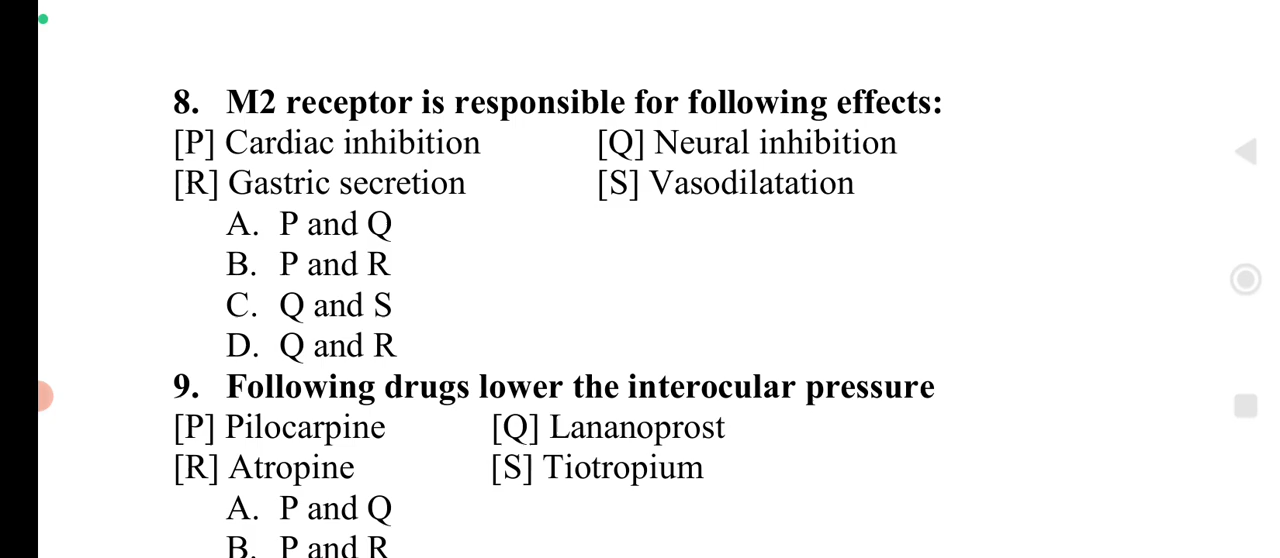 8. M2 receptor is responsible for following effects:
[P] Cardiac inhibition [Q] Neural inhibition
[R] Gastric secretion [S] Vasodilatation
A. P and Q
B. P and R
C. Q and S
D. Q and R
9. Following drugs lower the interocular pressure
[P] Pilocarpine [Q] Lananoprost
[R] Atropine [S] Tiotropium
A. P and Q
B. P and R